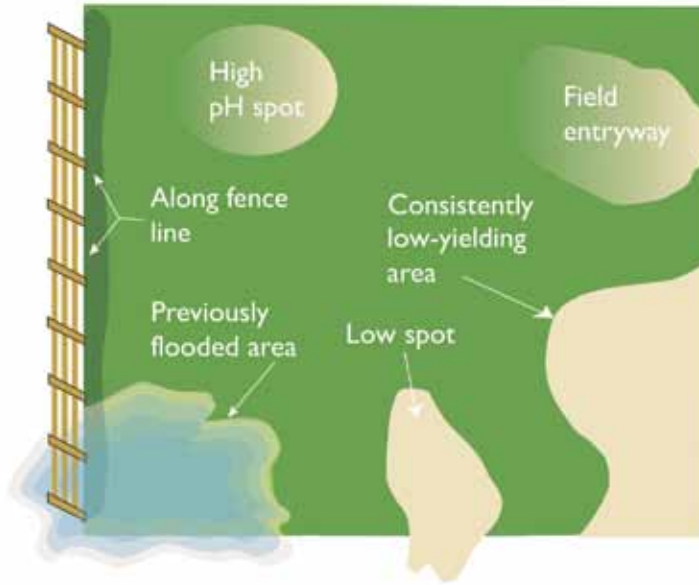 High
pH spot
Field
entryway
Along fence
line
Consistently
low-yielding
area
Previously
flooded area
Low spot